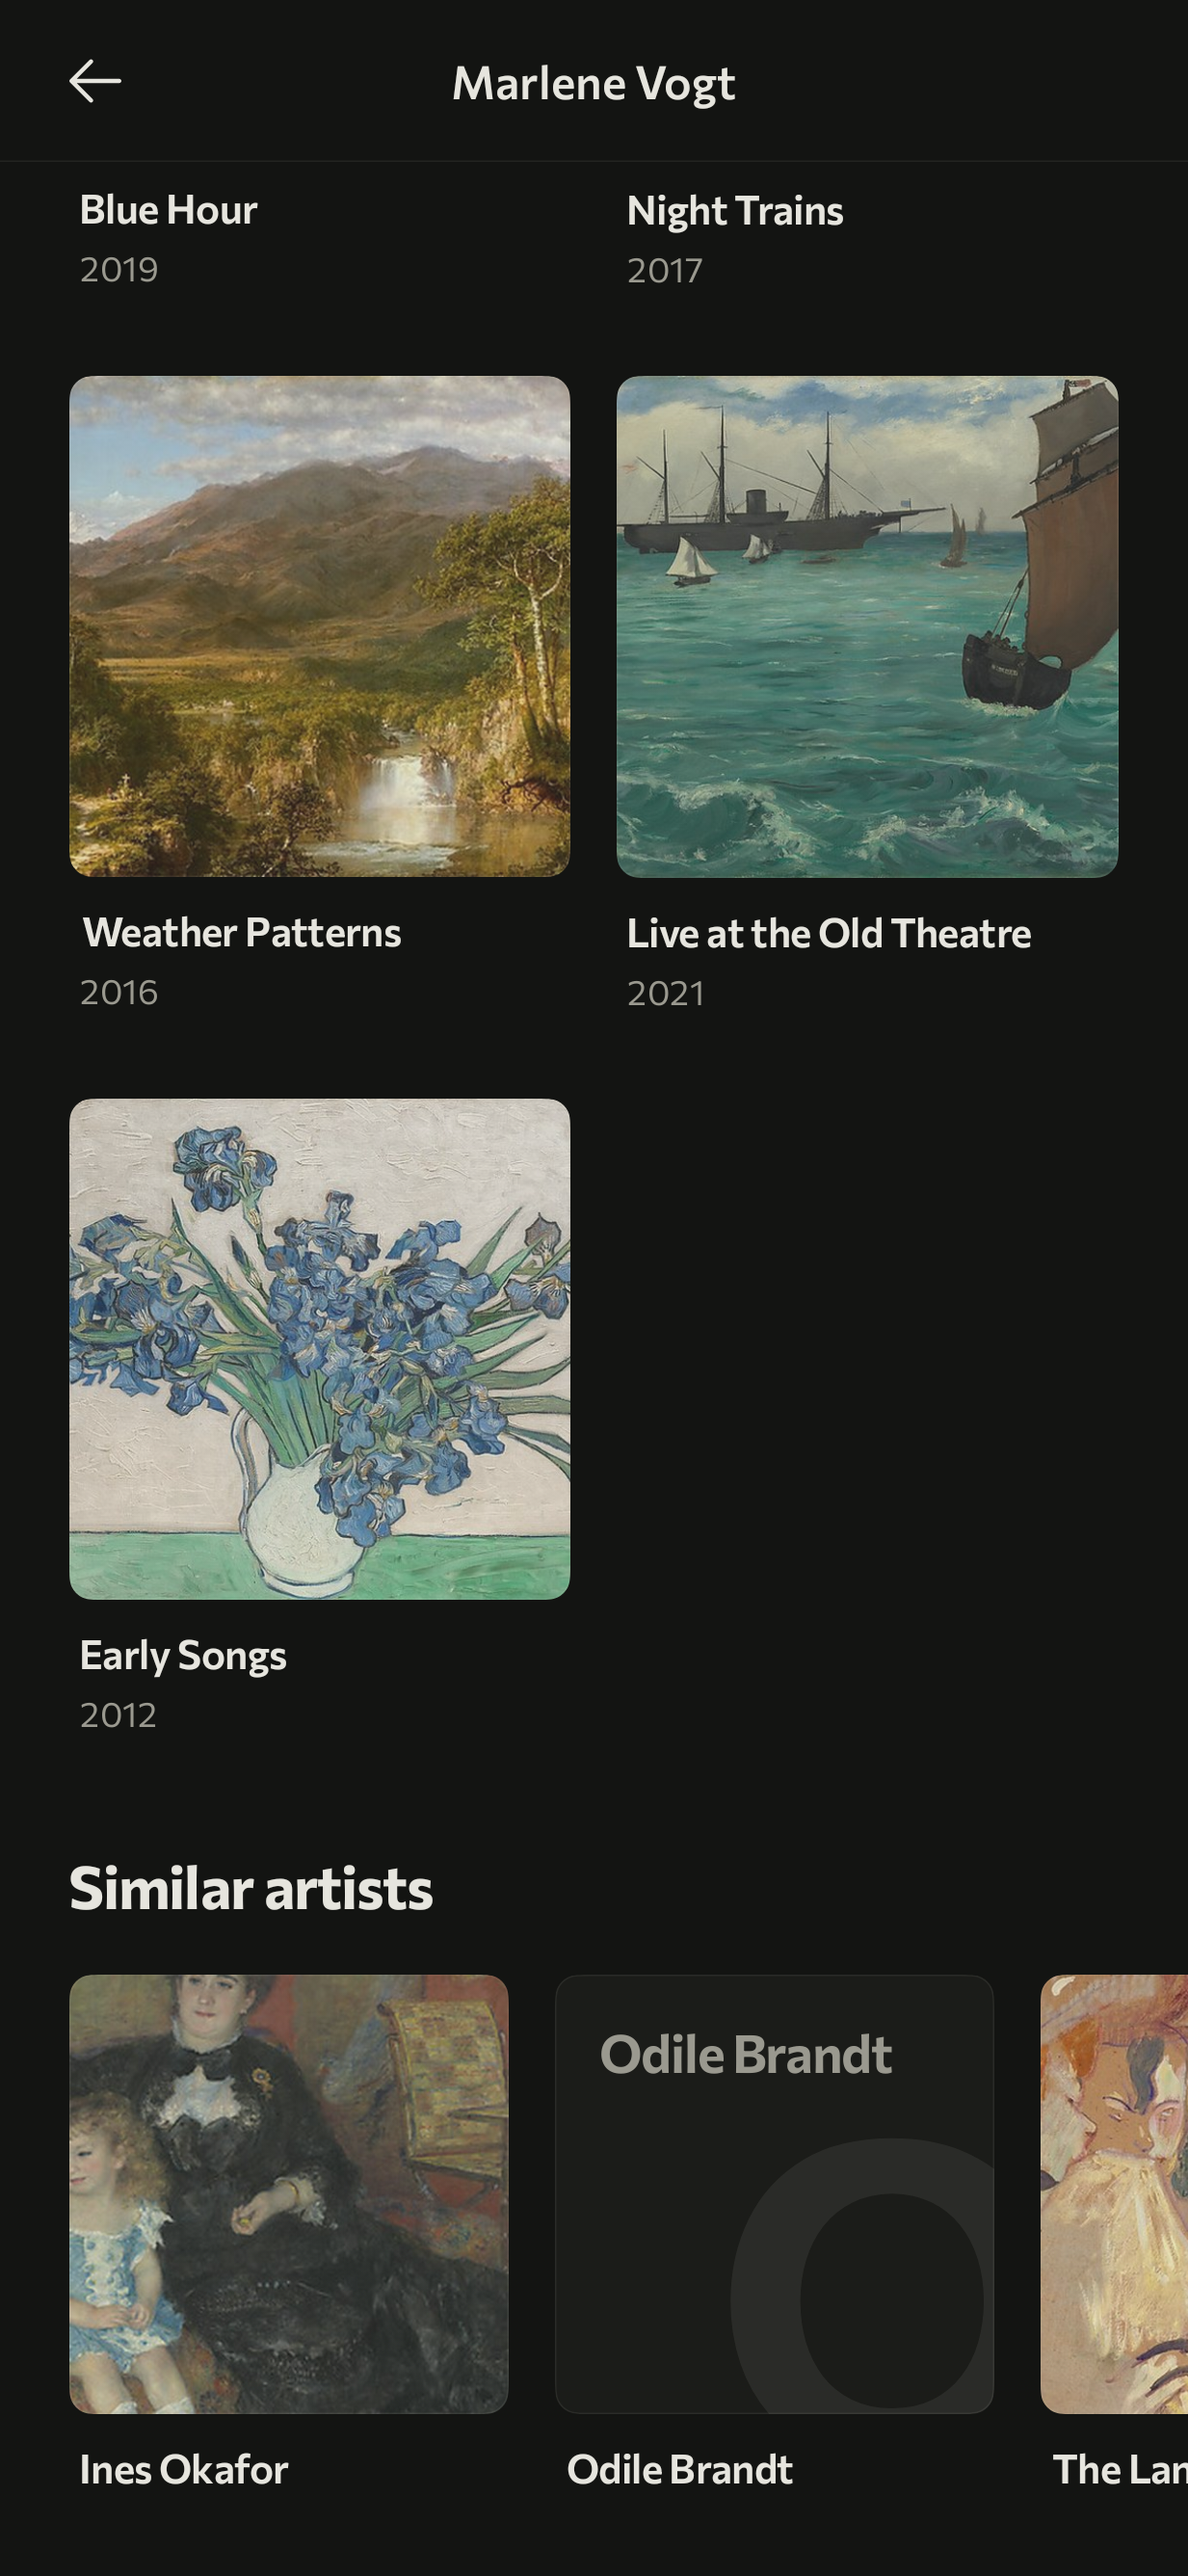 Marlene Vogt
Blue Hour
2019
Night Trains
2017
Weather Patterns
2016
Live at the Old Theatre
2021
Early Songs
2012
Similar artists
Odile Brandt
O
Ines Okafor
Odile Brandt
The